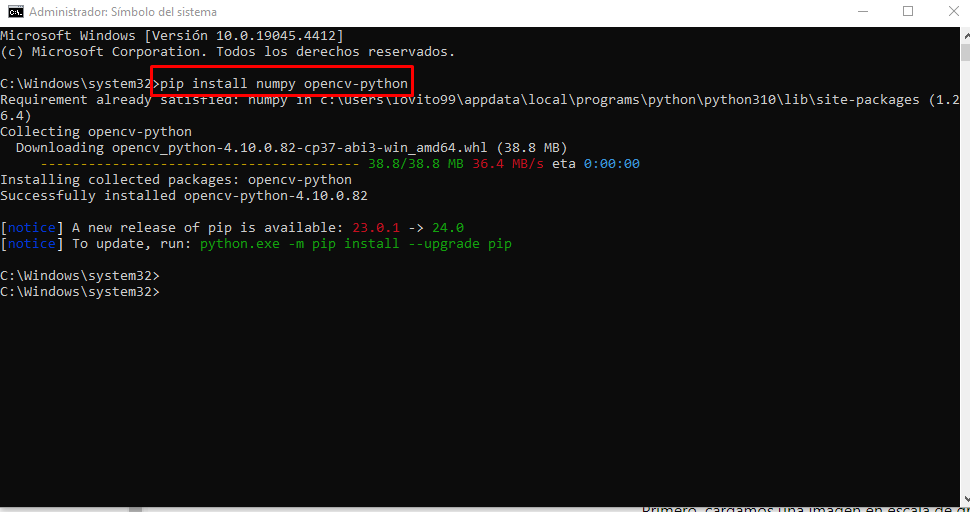 Administrador: Símbolo del sistema
Microsoft Windows [Versión 10.0.19045.4412]
(c) Microsoft Corporation. Todos los derechos reservados.
C:\Windows\system32>pip install numpy opencv-python
Requirement already satisfied: numpy in c:\users\lovito99\appdata\local\programs\python\python310\lib\site-packages (1.2
6.4)
Collecting opencv-python
Downloading opencv_python-4.10.0.82-cp37-abi3-win_amd64.whl (38.8 MB)
---------------------------------------- 38.8/38.8 MB 36.4 MB/s eta 0:00:00
Installing collected packages: opencv-python
Successfully installed opencv-python-4.10.0.82
[notice] A new release of pip is available: 23.0.1 -> 24.0
[notice] To update, run: python.exe -m pip install --upgrade pip
C:\Windows\system32>
C:\Windows\system32>
Primero, cargamos una imagen en escala de